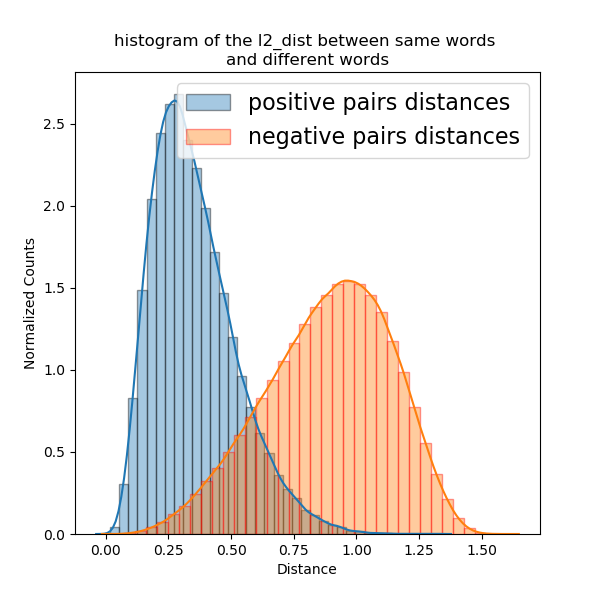 histogram of the l2_dist between same words
and different words
positive pairs distances
negative pairs distances
Normalized Counts
2.5
2.0
1.5
1.0
0.5
0.0
0.00 0.25 0.50 0.75 1.00 1.25 1.50
Distance